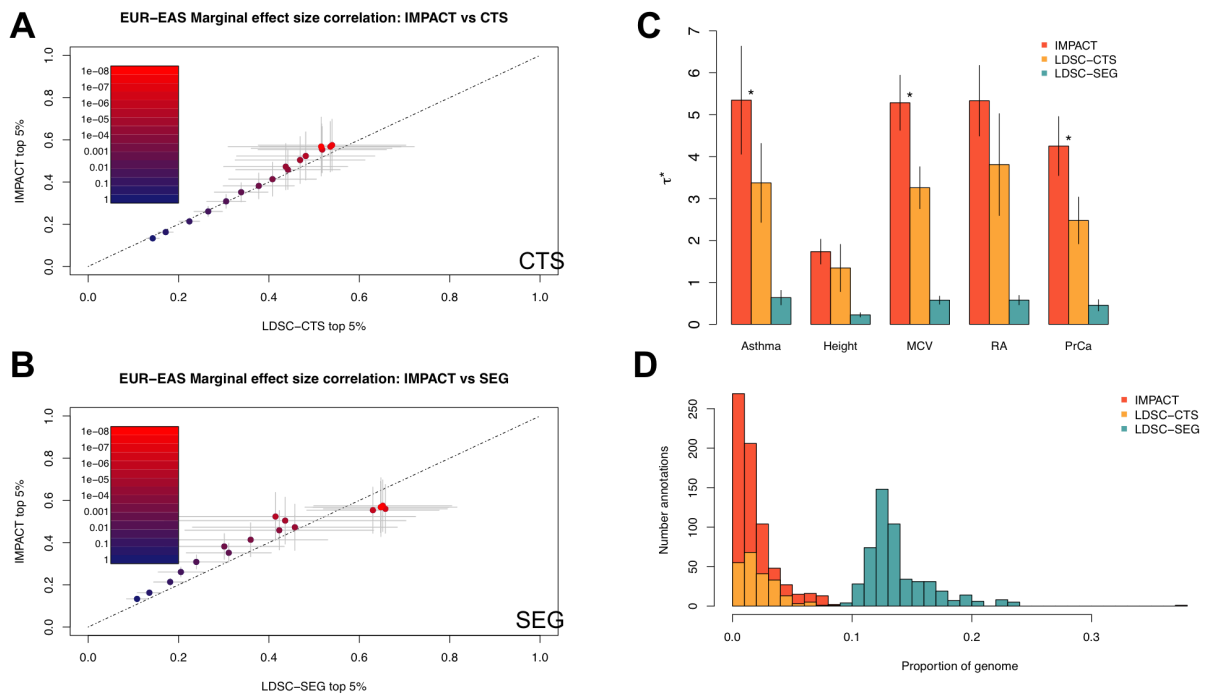 A
EUR−EAS Marginal effect size correlation: IMPACT vs CTS
IMPACT top 5%
1.0
0.8
0.6
0.4
0.2
0.0
1e−08
1e−07
1e−06
1e−05
1e−04
0.001
0.01
0.1
1
CTS
0.0 0.2 0.4 0.6 0.8 1.0
LDSC−CTS top 5%
B
EUR−EAS Marginal effect size correlation: IMPACT vs SEG
IMPACT top 5%
1.0
0.8
0.6
0.4
0.2
0.0
1e−08
1e−07
1e−06
1e−05
1e−04
0.001
0.01
0.1
1
SEG
0.0 0.2 0.4 0.6 0.8 1.0
LDSC−SEG top 5%
C
τ*
7
6
5
4
3
2
1
0
IMPACT
LDSC−CTS
LDSC−SEG
* * *
Asthma Height MCV RA PrCa
D
Number annotations
250
200
150
100
50
0
IMPACT
LDSC−CTS
LDSC−SEG
0.0 0.1 0.2 0.3
Proportion of genome